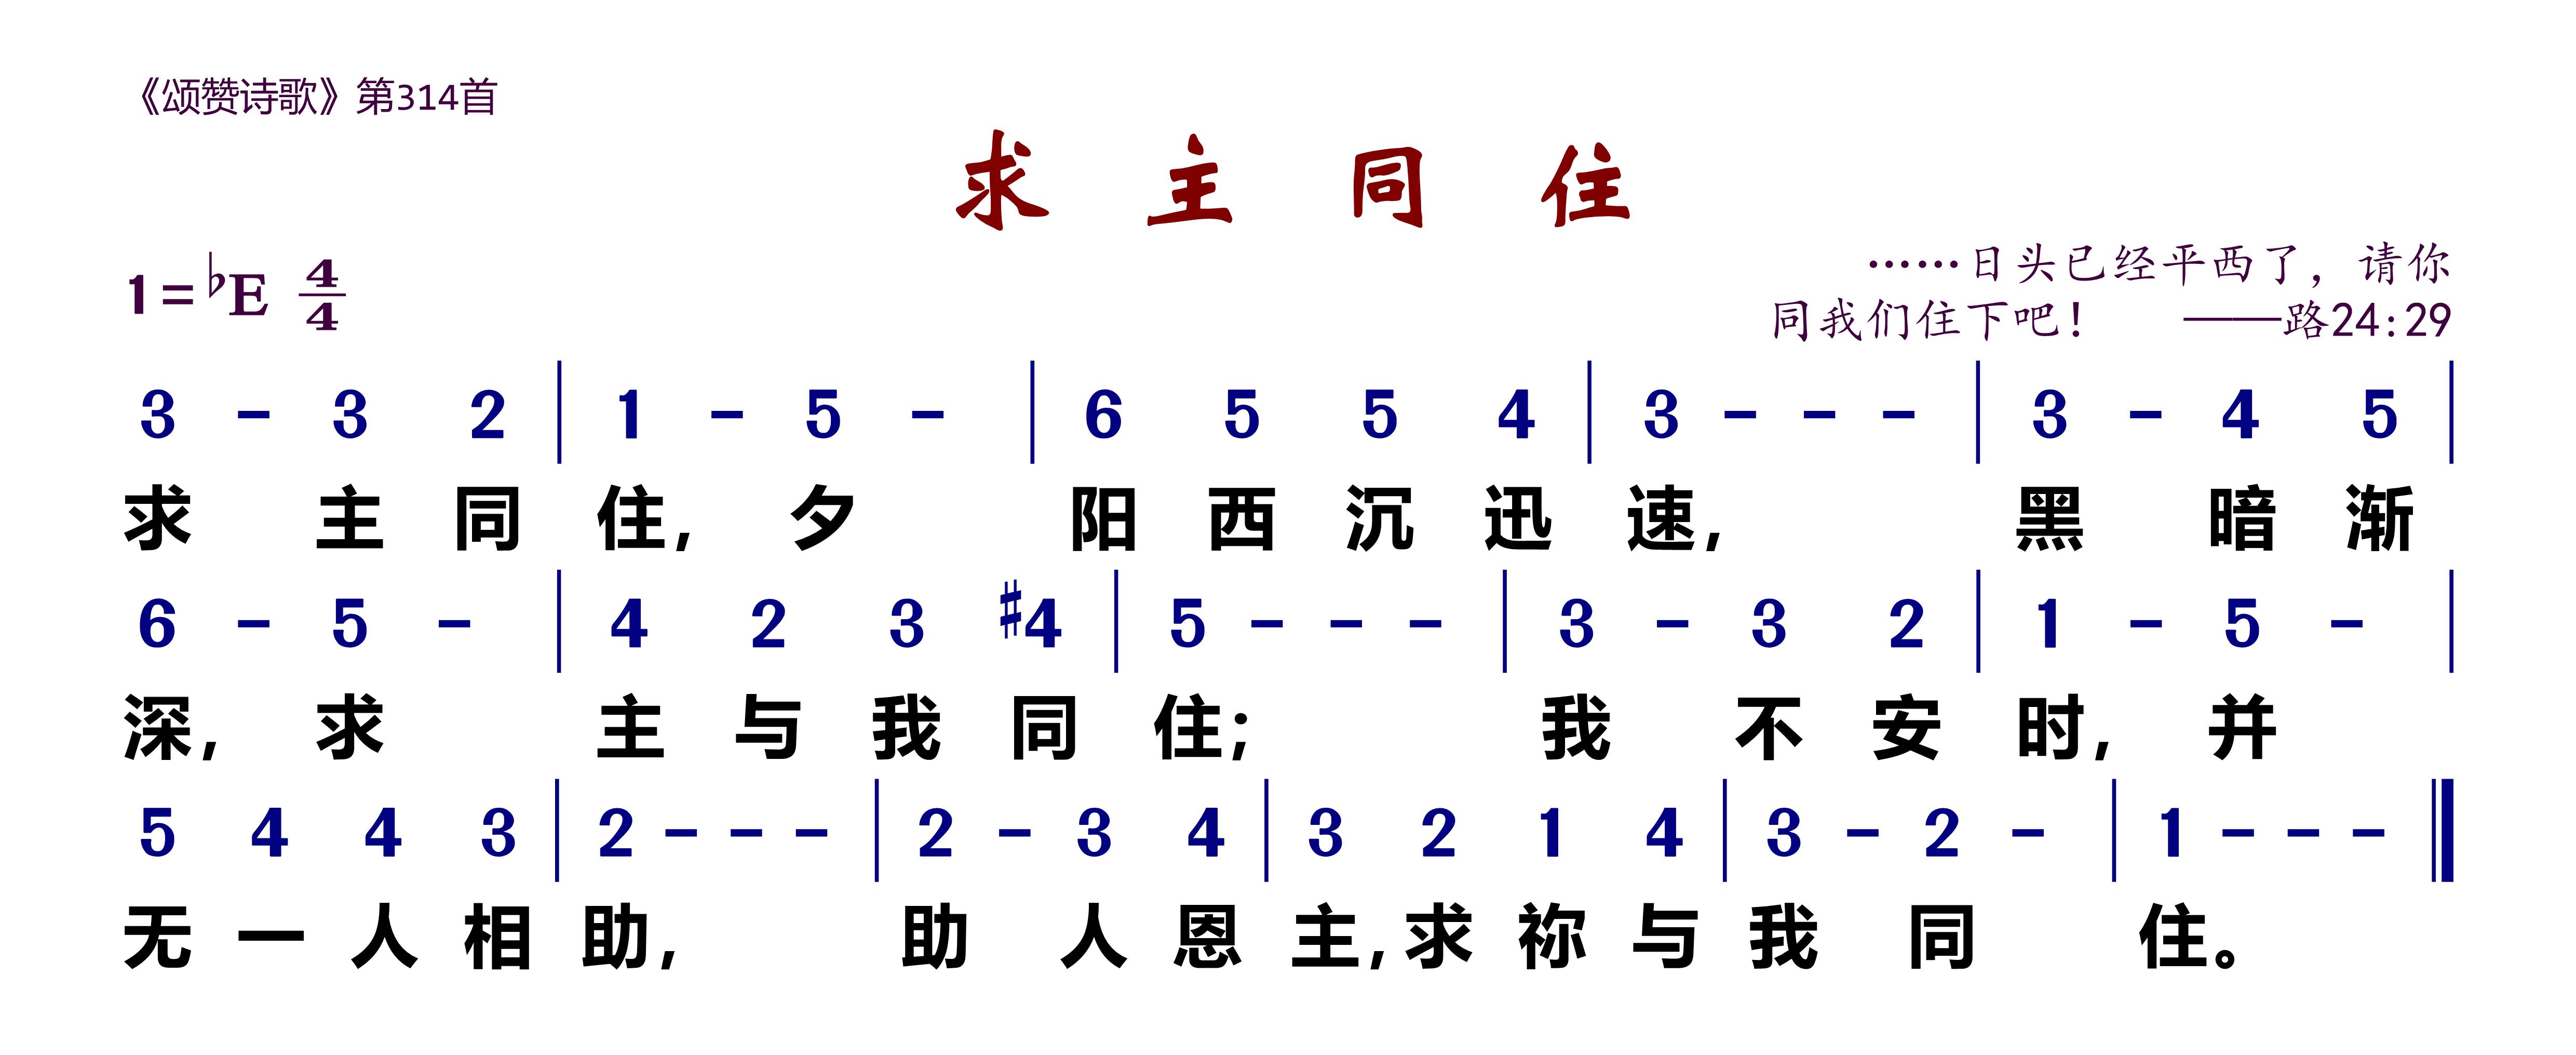 《颂赞诗歌》第314首
求主同住
1=♭E 4/4
……日头已经平西了，请你
同我们住下吧！ ——路24:29
3 - 3 2 | 1 - 5 - | 6 5 5 4 | 3 - - - | 3 - 4 5 |
求 主 同 住, 夕 阳 西 沉 迅 速, 黑 暗 渐
6 - 5 - | 4 2 3 #4 | 5 - - - | 3 - 3 2 | 1 - 5 - |
深, 求 主 与 我 同 住; 我 不 安 时, 并
5 4 4 3 | 2 - - - | 2 - 3 4 | 3 2 1 4 | 3 - 2 - | 1 - - - ‖
无 一 人 相 助, 助 人 恩 主, 求 祢 与 我 同 住。